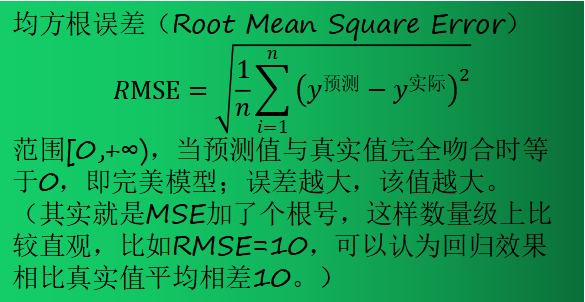 均方根误差（Root Mean Square Error）
RMSE = √(1/n ∑_{i=1}^{n} (y^预测 − y^实际)^2)
范围[0,+∞)，当预测值与真实值完全吻合时等
于0，即完美模型；误差越大，该值越大。
（其实就是MSE加了个根号，这样数量级上比
较直观，比如RMSE=10，可以认为回归效果
相比真实值平均相差10。）